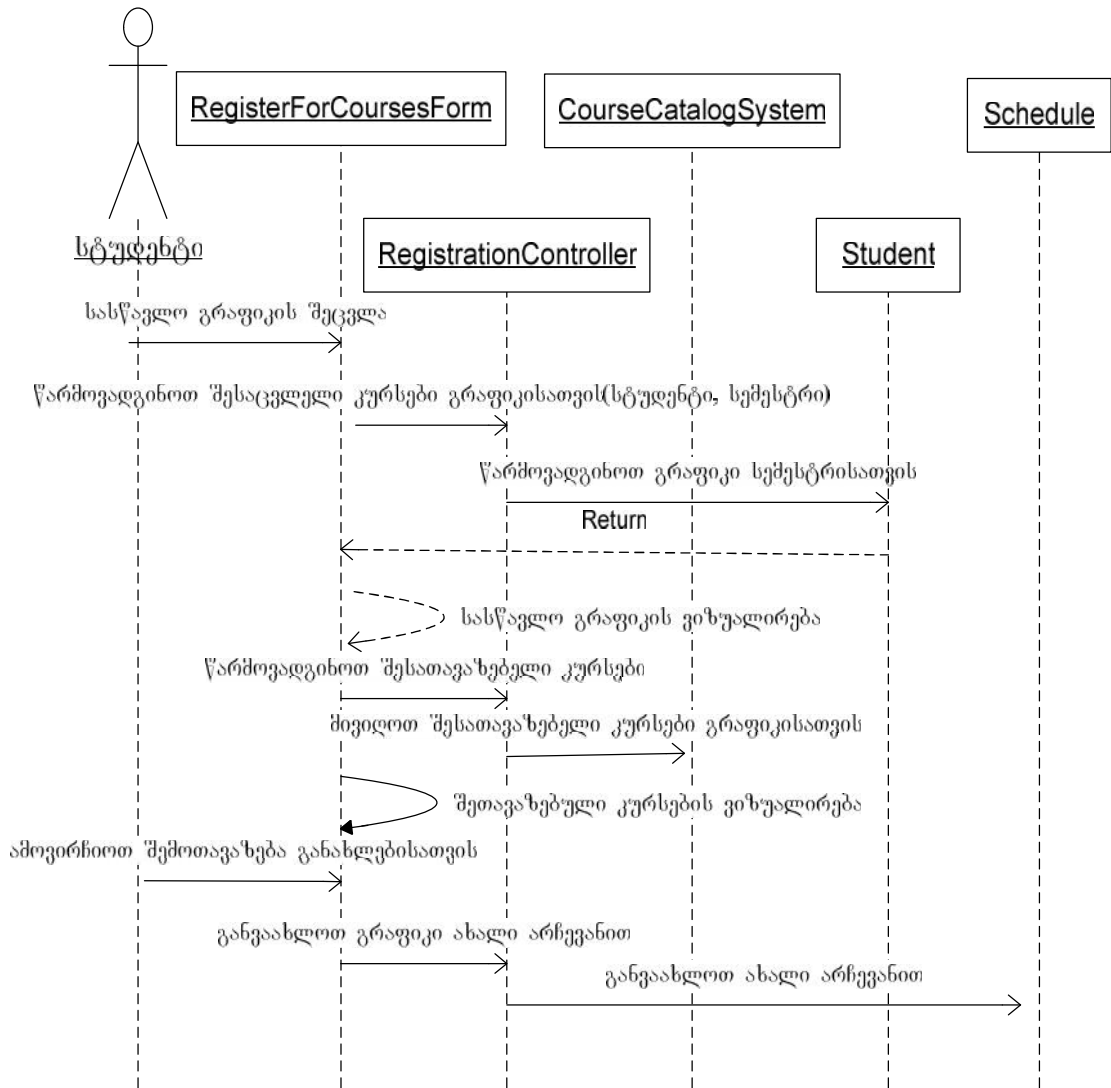 RegisterForCoursesForm
CourseCatalogSystem
Schedule
სტუდენტი
RegistrationController
Student
სასწავლო გრაფიკის შეცვლა
წარმოვადგინოთ შესაცვლელი კურსები გრაფიკისათვის(სტუდენტი, სემესტრი)
წარმოვადგინოთ გრაფიკი სემესტრისათვის
Return
სასწავლო გრაფიკის ვიზუალირება
წარმოვადგინოთ შესათავაზებელი კურსები
მივიღოთ შესათავაზებელი კურსები გრაფიკისათვის
შეთავაზებული კურსების ვიზუალირება
ამოვირჩიოთ შემოთავაზება განახლებისათვის
განვაახლოთ გრაფიკი ახალი არჩევანით
განვაახლოთ ახალი არჩევანით